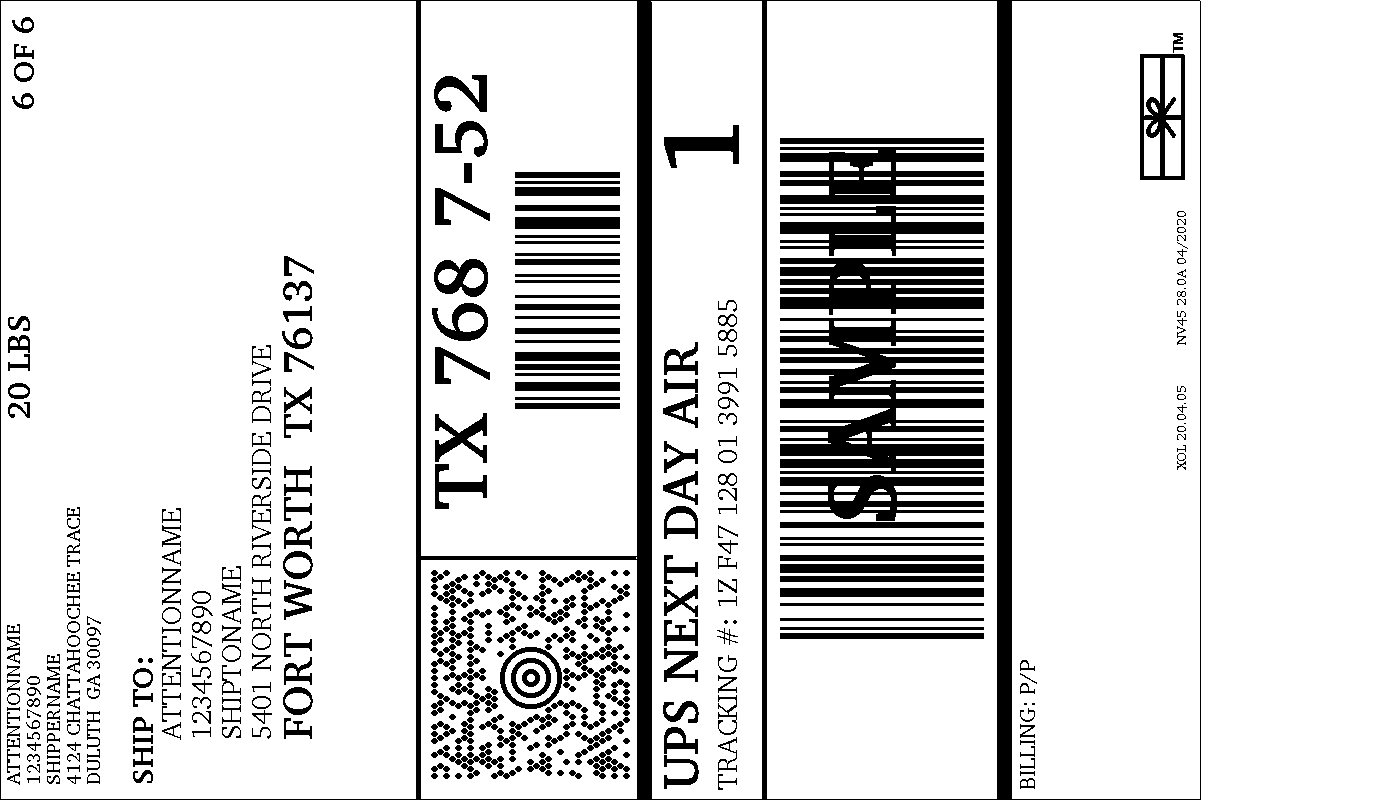 ATTENTIONNAME
1234567890
SHIPPERNAME
4124 CHATTAHOOCHEE TRACE
DULUTH GA 30097
20 LBS
6 OF 6
SHIP TO:
ATTENTIONNAME
1234567890
SHIPTONAME
5401 NORTH RIVERSIDE DRIVE
FORT WORTH TX 76137
TX 768 7-52
UPS NEXT DAY AIR
1
TRACKING #: 1Z F47 128 01 3991 5885
SAMPLE
BILLING: P/P
XOL 20.04.05 NV45 28.0A 04/2020
TM